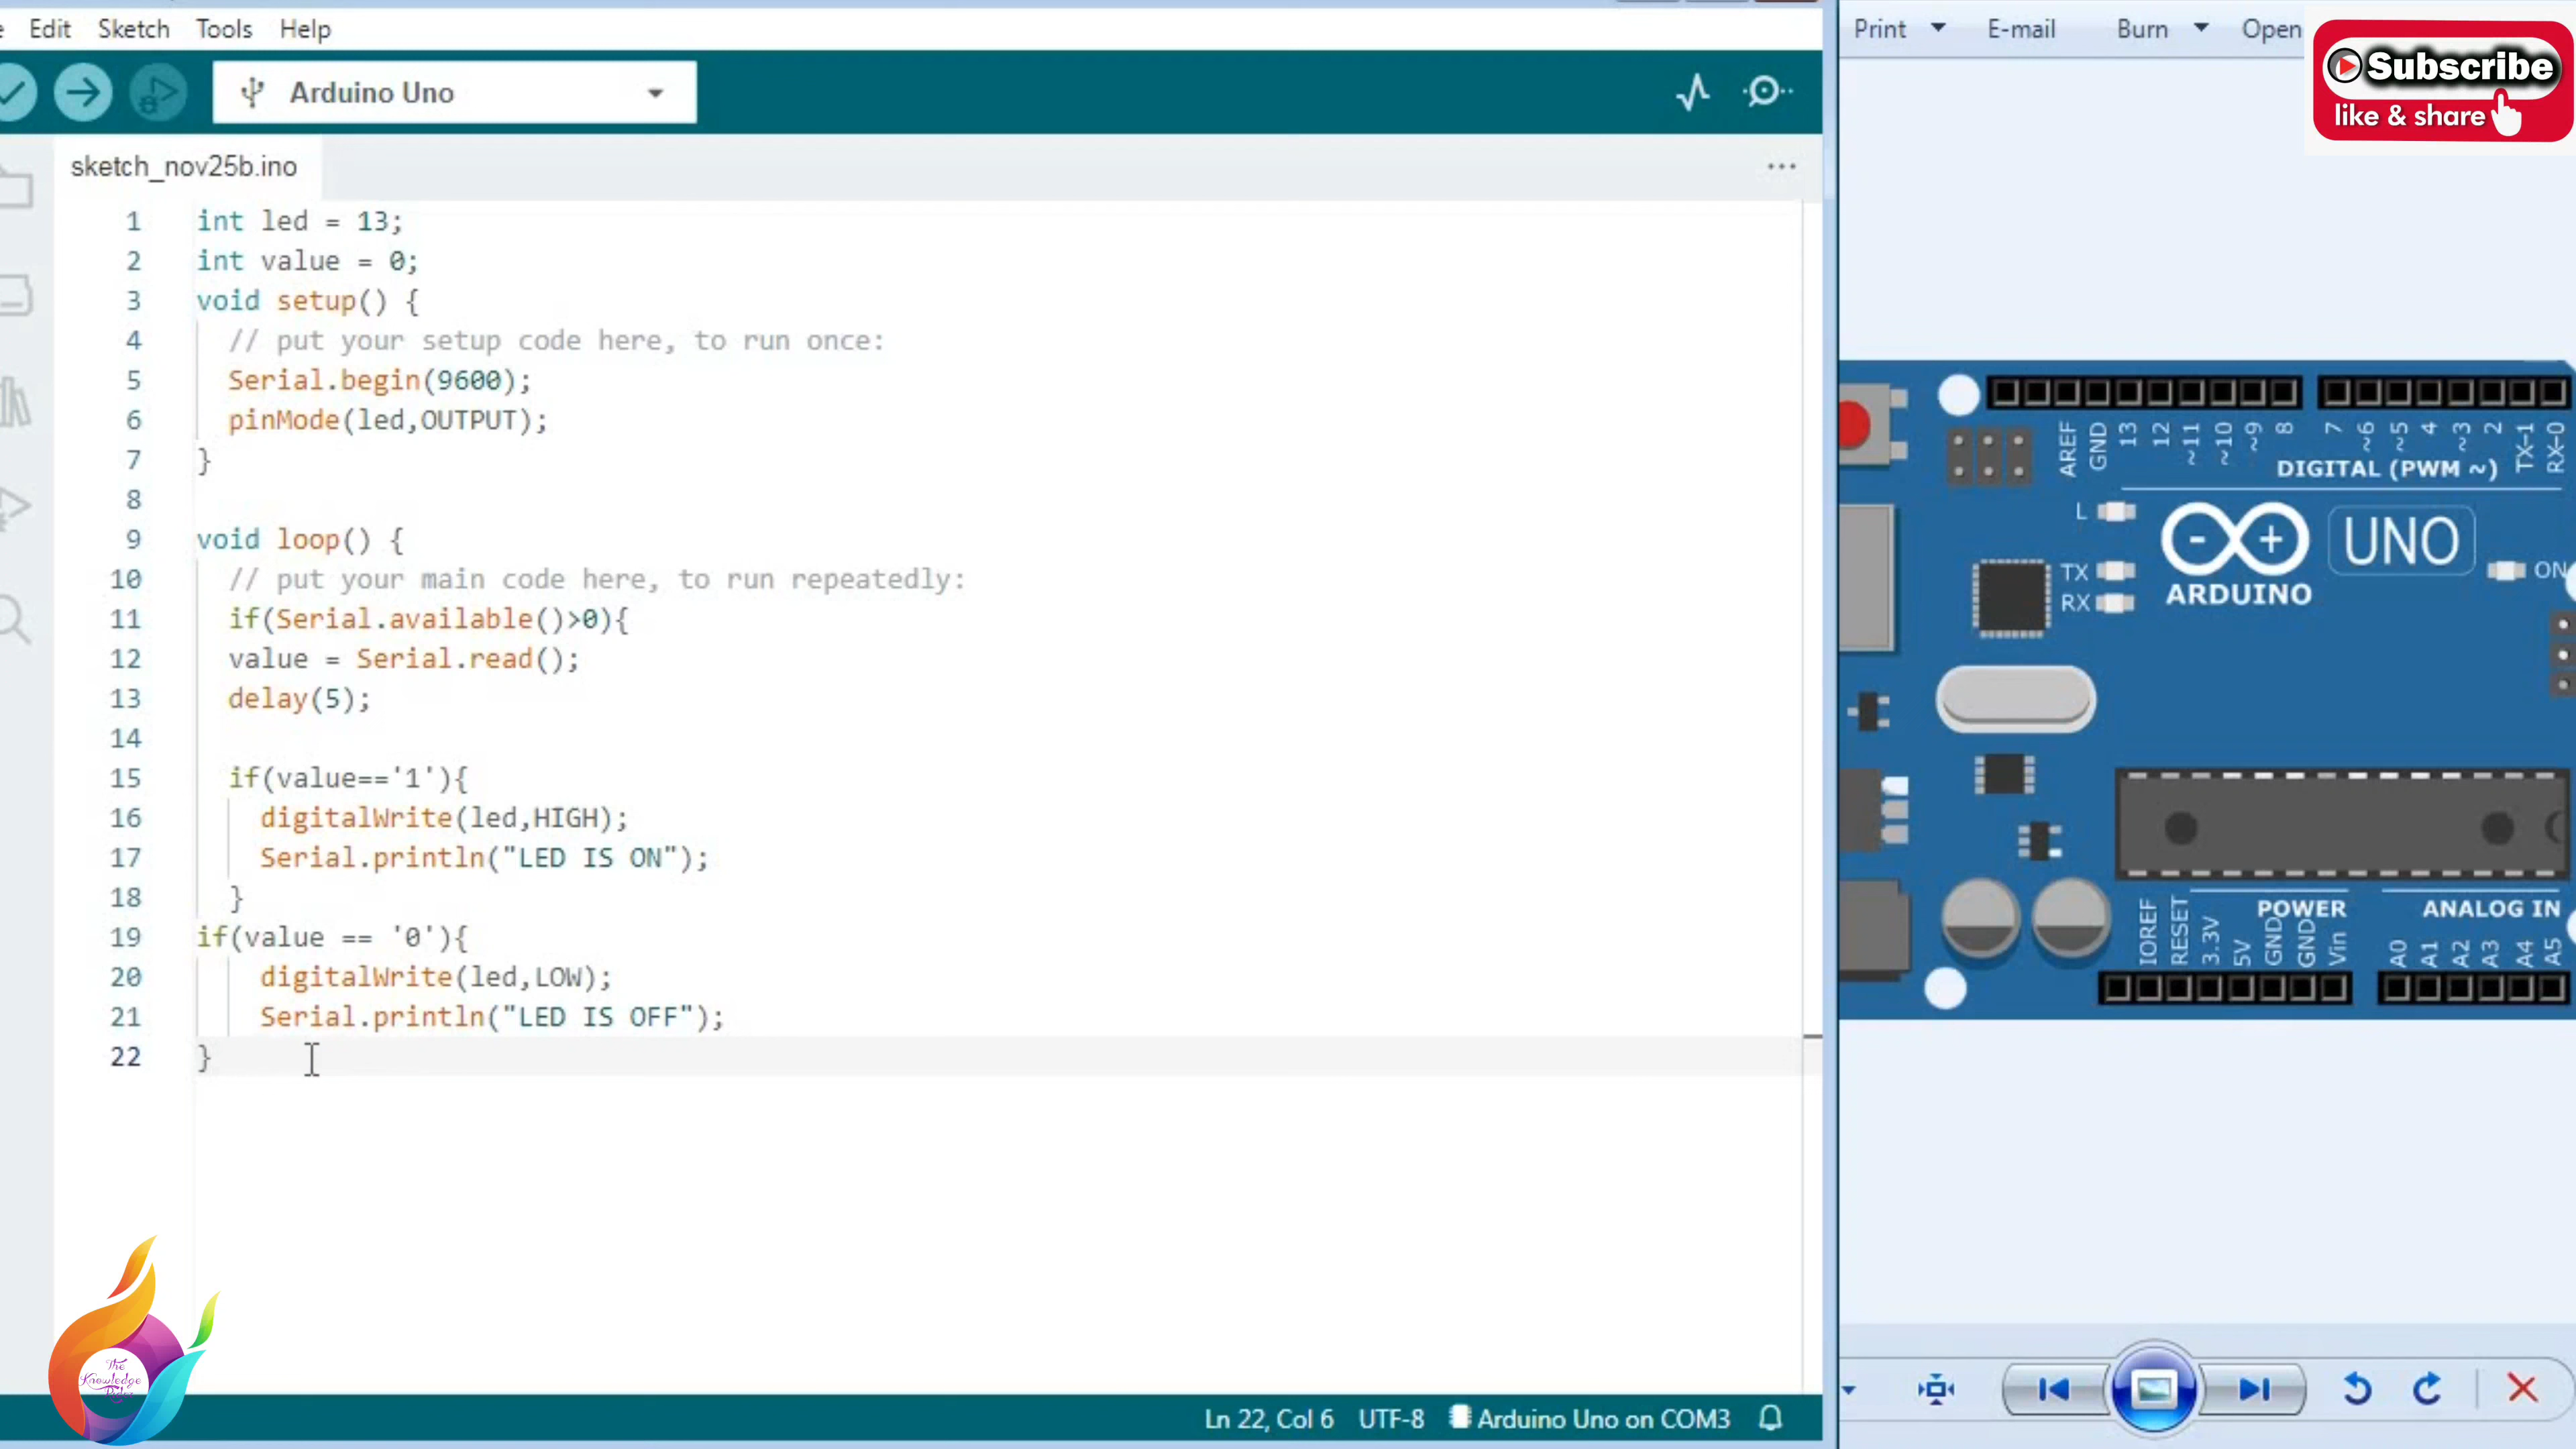 Edit Sketch Tools Help
Arduino Uno
sketch_nov25b.ino
1 int led = 13;
2 int value = 0;
3 void setup() {
4 // put your setup code here, to run once:
5 Serial.begin(9600);
6 pinMode(led,OUTPUT);
7 }
8
9 void loop() {
10 // put your main code here, to run repeatedly:
11 if(Serial.available()>0){
12 value = Serial.read();
13 delay(5);
14
15 if(value=='1'){
16 digitalWrite(led,HIGH);
17 Serial.println("LED IS ON");
18 }
19 if(value == '0'){
20 digitalWrite(led,LOW);
21 Serial.println("LED IS OFF");
22 }
Ln 22, Col 6 UTF-8 Arduino Uno on COM3
The
Knowledge
Print E-mail Burn Open
Subscribe
like & share
AREF GND 13 12 ~11 ~10 ~9 8 7 ~6 ~5 4 ~3 2 TX→1 RX←0
DIGITAL (PWM ~)
L
TX
RX
UNO
ON
ARDUINO
POWER ANALOG IN
IOREF RESET 3.3V 5V GND GND Vin A0 A1 A2 A3 A4 A5